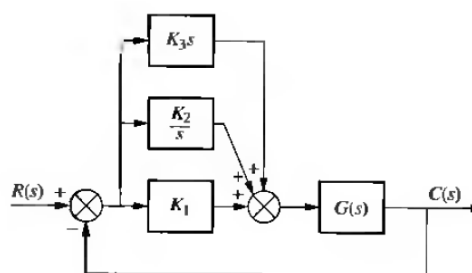 K₃s
K₂
s
+
+
R(s) + K₁ + G(s) C(s)
−